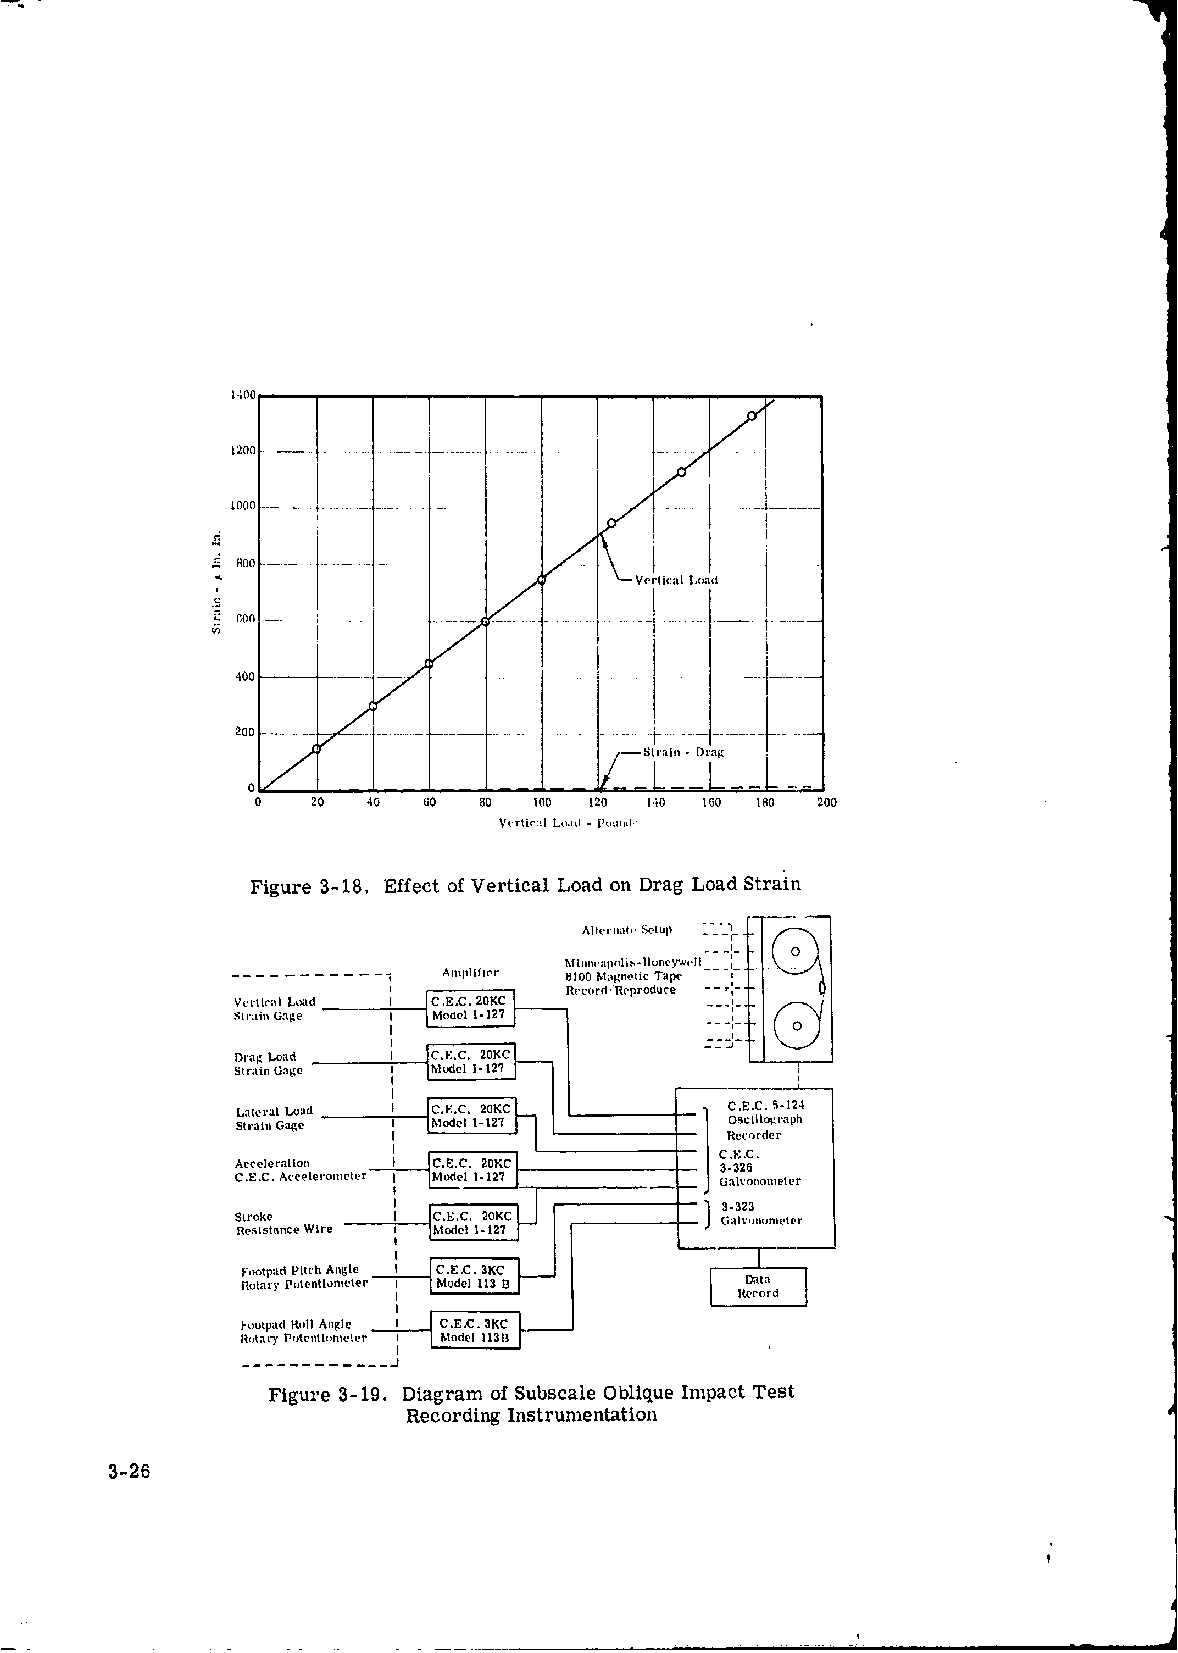 1400
1200
1000
800
600
400
200
0
Strain - μ In. In.
0 20 40 60 80 100 120 140 160 180 200
Vertical Load - Pounds
Vertical Load
Strain - Drag
Figure 3-18. Effect of Vertical Load on Drag Load Strain
Alternate Setup
Minneapolis-Honeywell
8100 Magnetic Tape
Record-Reproduce
Amplifier
Vertical Load
Strain Gage
C.E.C. 20KC
Model 1-127
Drag Load
Strain Gage
C.E.C. 20KC
Model 1-127
Lateral Load
Strain Gage
C.E.C. 20KC
Model 1-127
Acceleration
C.E.C. Accelerometer
C.E.C. 20KC
Model 1-127
Stroke
Resistance Wire
C.E.C. 20KC
Model 1-127
Footpad Pitch Angle
Rotary Potentiometer
C.E.C. 3KC
Model 113 B
Footpad Roll Angle
Rotary Potentiometer
C.E.C. 3KC
Model 113B
C.E.C. 5-124
Oscillograph
Recorder
C.E.C.
3-326
Galvonometer
3-323
Galvonometer
Data
Record
Figure 3-19. Diagram of Subscale Oblique Impact Test
Recording Instrumentation
3-26